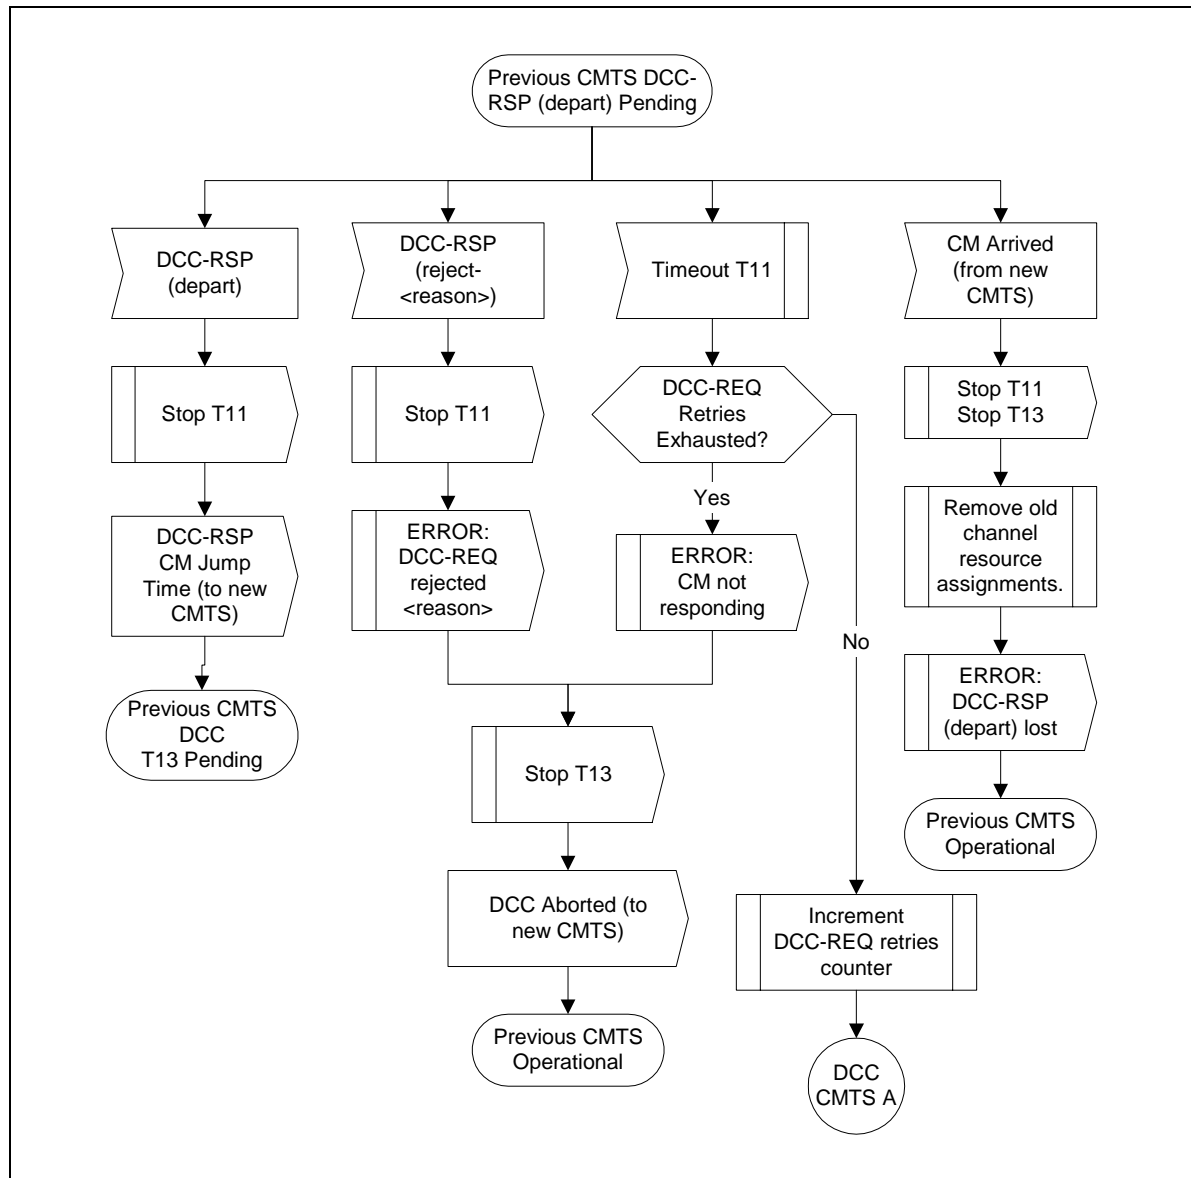 Previous CMTS DCC-
RSP (depart) Pending
DCC-RSP
(depart)
DCC-RSP
(reject-
<reason>)
Timeout T11
CM Arrived
(from new
CMTS)
Stop T11
Stop T11
DCC-REQ
Retries
Exhausted?
Stop T11
Stop T13
Yes
DCC-RSP
CM Jump
Time (to new
CMTS)
ERROR:
DCC-REQ
rejected
<reason>
ERROR:
CM not
responding
Remove old
channel
resource
assignments.
No
Previous CMTS
DCC
T13 Pending
ERROR:
DCC-RSP
(depart) lost
Stop T13
Previous CMTS
Operational
DCC Aborted (to
new CMTS)
Increment
DCC-REQ retries
counter
Previous CMTS
Operational
DCC
CMTS A